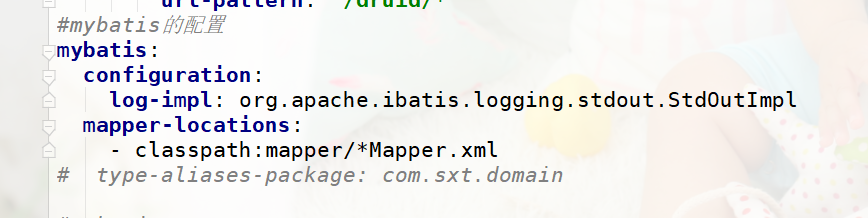 url-pattern: "/druid/*"
#mybatis的配置
mybatis:
  configuration:
    log-impl: org.apache.ibatis.logging.stdout.StdOutImpl
  mapper-locations:
    - classpath:mapper/*Mapper.xml
#  type-aliases-package: com.sxt.domain